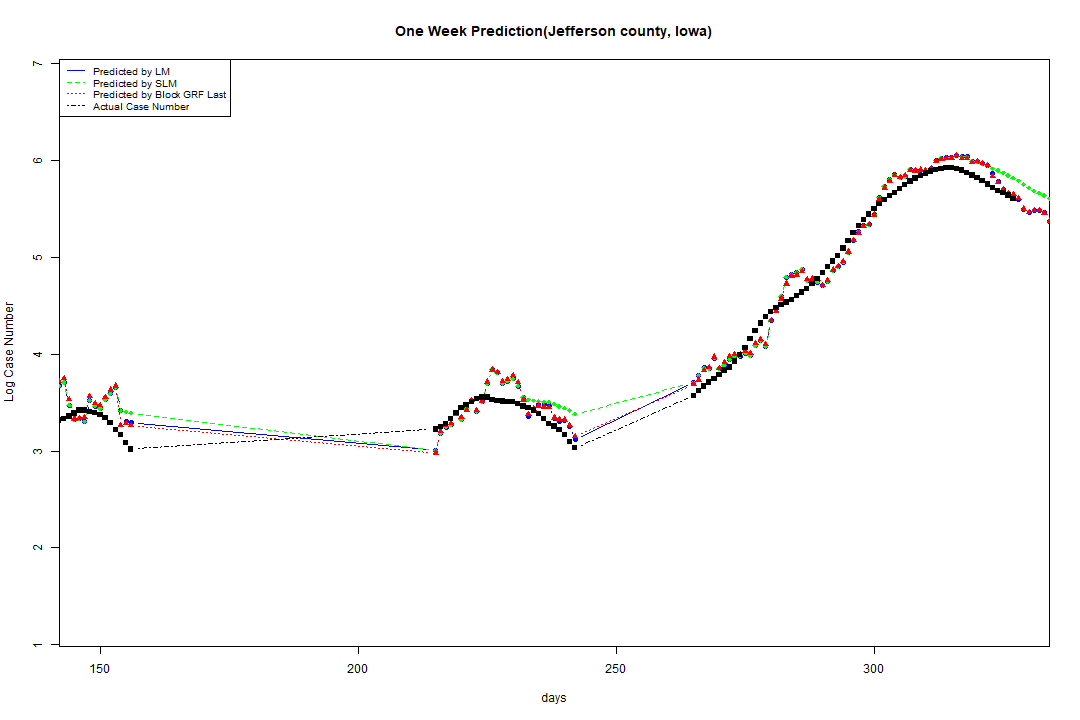 One Week Prediction(Jefferson county, Iowa)
Predicted by LM
Predicted by SLM
Predicted by Block GRF Last
Actual Case Number
7
6
5
4
3
2
1
Log Case Number
150 200 250 300
days